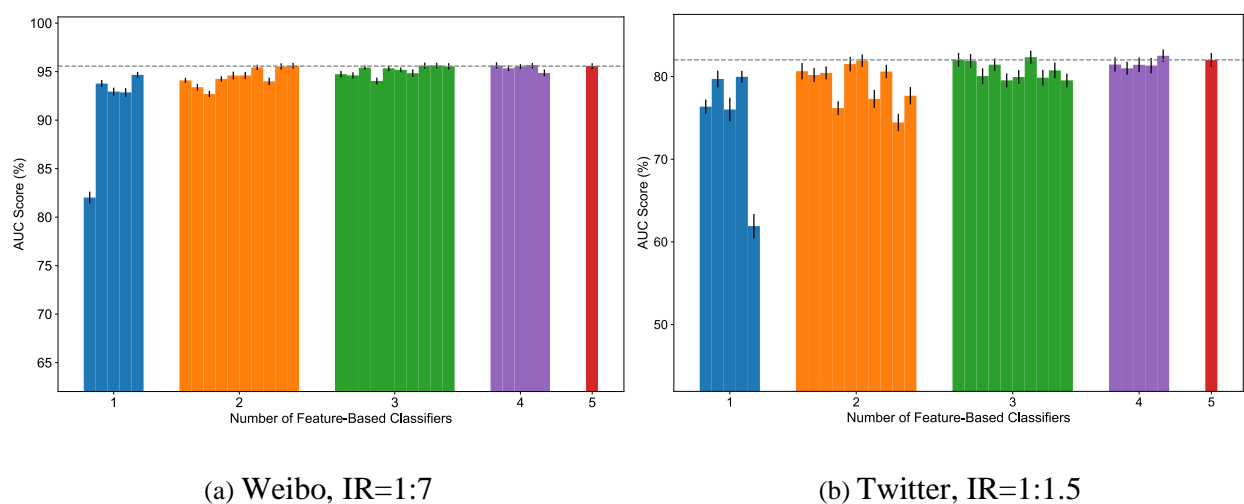 100
95
90
85
80
75
70
65
AUC Score (%)
1 2 3 4 5
Number of Feature-Based Classifiers
(a) Weibo, IR=1:7
80
70
60
50
AUC Score (%)
1 2 3 4 5
Number of Feature-Based Classifiers
(b) Twitter, IR=1:1.5